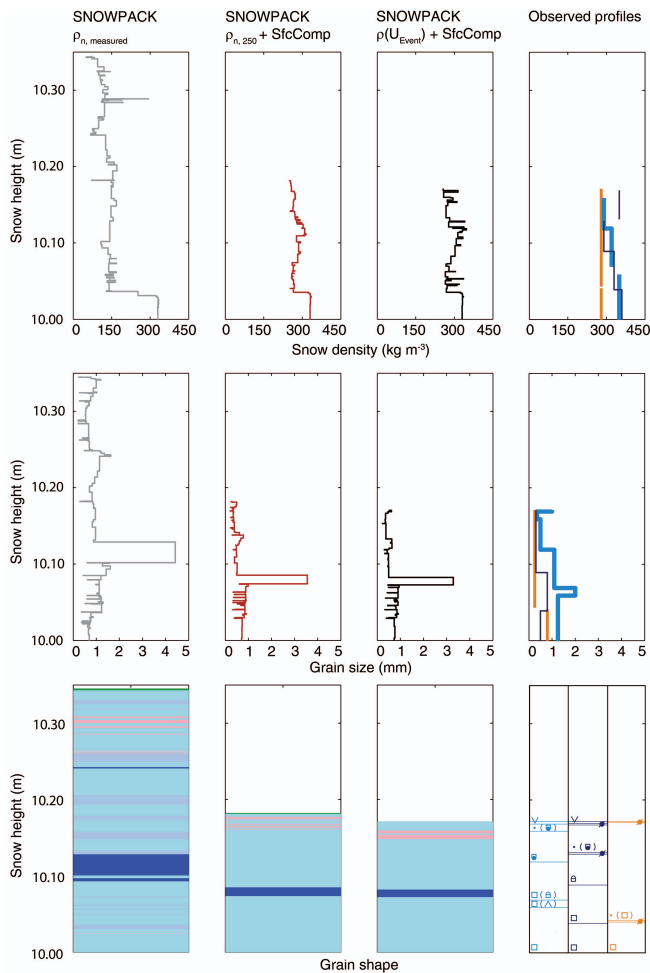 SNOWPACK SNOWPACK SNOWPACK Observed profiles
ρn, measured ρn, 250 + SfcComp ρ(UEvent) + SfcComp
10.30
10.20
10.10
10.00
Snow height (m)
0 150 300 450 0 150 300 450 0 150 300 450 0 150 300 450
Snow density (kg m-3)
10.30
10.20
10.10
10.00
Snow height (m)
0 1 2 3 4 5 0 1 2 3 4 5 0 1 2 3 4 5 0 1 2 3 4 5
Grain size (mm)
10.30
10.20
10.10
10.00
Snow height (m)
Grain shape